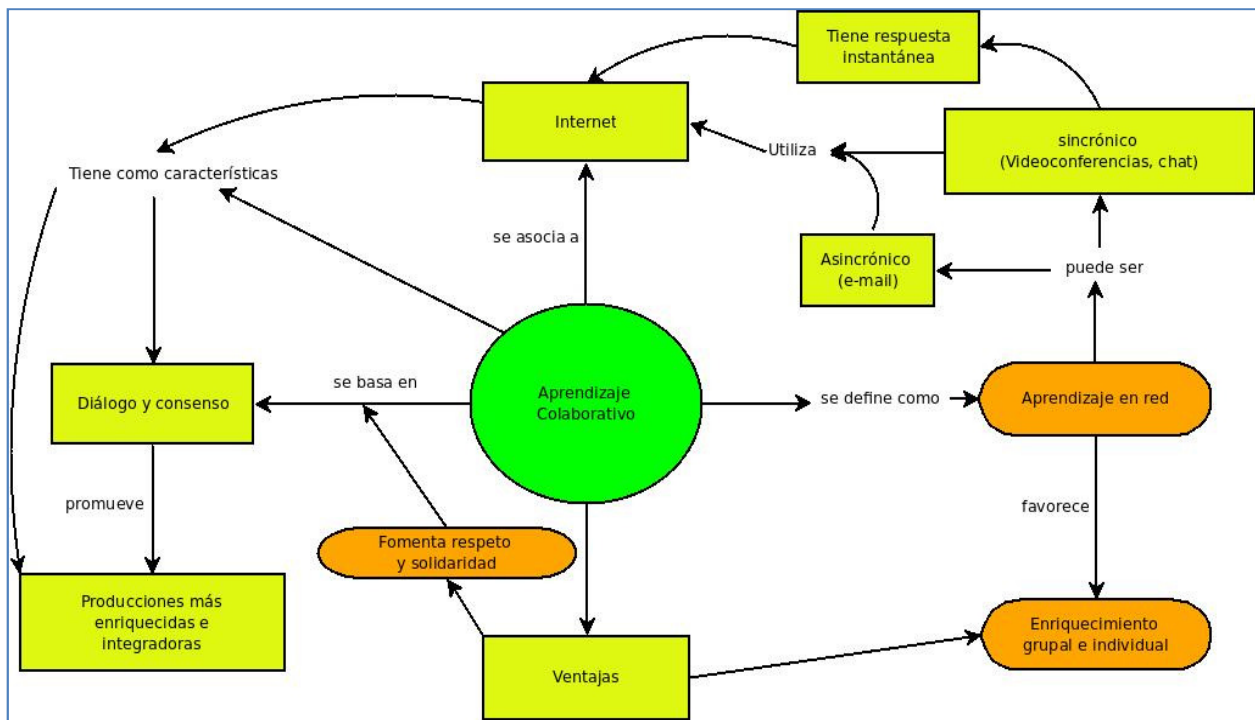 Tiene respuesta
instantánea
Internet
sincrónico
(Videoconferencias, chat)
Utiliza
Tiene como características
se asocia a
Asincrónico
(e-mail)
puede ser
Diálogo y consenso
se basa en
Aprendizaje
Colaborativo
se define como
Aprendizaje en red
promueve
favorece
Fomenta respeto
y solidaridad
Producciones más
enriquecidas e
integradoras
Ventajas
Enriquecimiento
grupal e individual